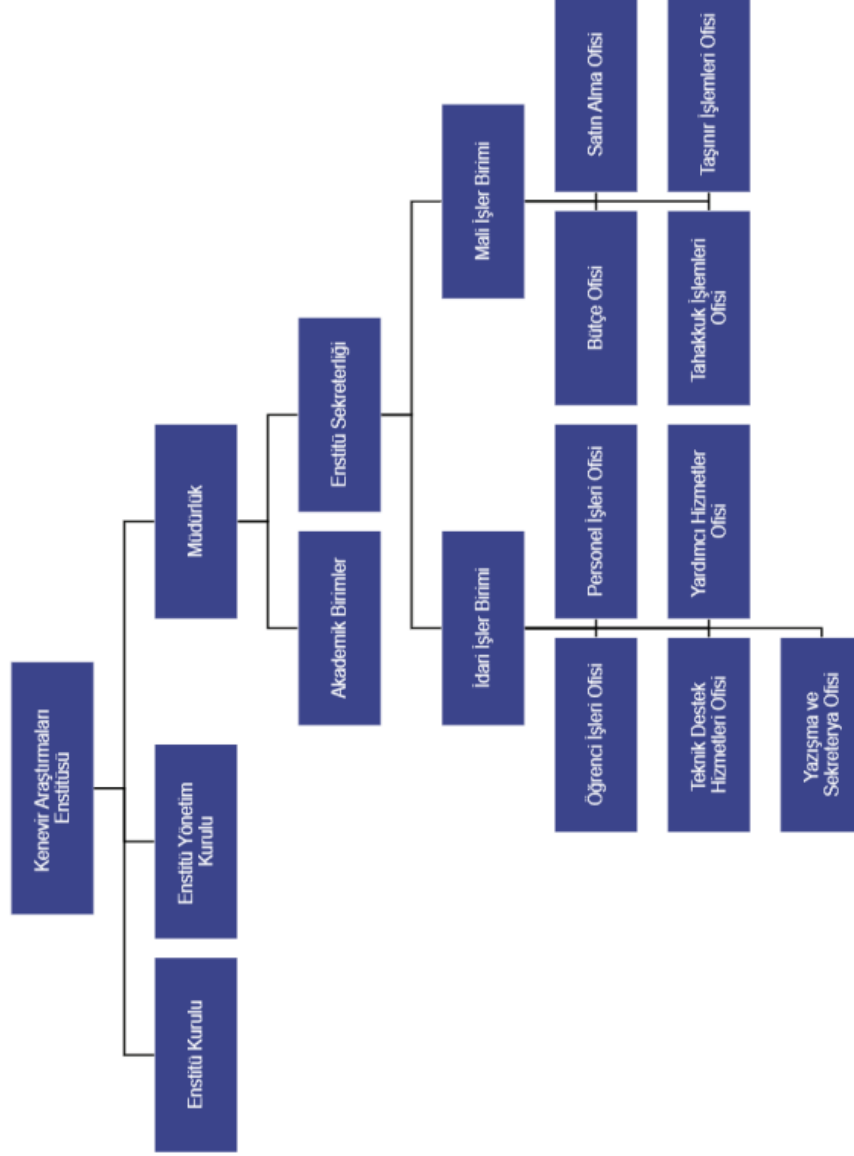 Kenevir Araştırmaları
Enstitüsü
Enstitü Kurulu
Enstitü Yönetim
Kurulu
Müdürlük
Akademik Birimler
Enstitü Sekreterliği
İdari İşler Birimi
Mali İşler Birimi
Öğrenci İşleri Ofisi
Personel İşleri Ofisi
Bütçe Ofisi
Satın Alma Ofisi
Teknik Destek
Hizmetleri Ofisi
Yardımcı Hizmetler
Ofisi
Tahakkuk İşlemleri
Ofisi
Taşınır İşlemleri Ofisi
Yazışma ve
Sekreterya Ofisi